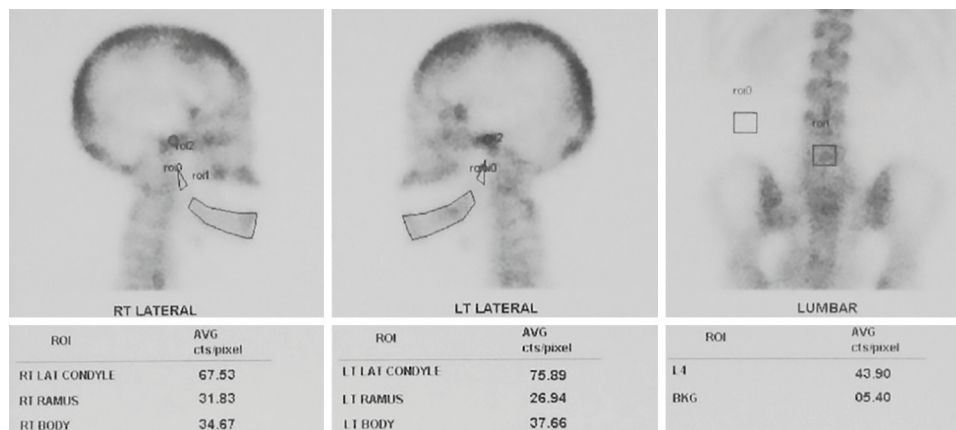 roi2
roi0
roi1
RT LATERAL
LT LATERAL
roi0
roi1
LUMBAR
ROI AVG
cts/pixel
RT LAT CONDYLE 67.53
RT RAMUS 31.83
RT BODY 34.67
ROI AVG
cts/pixel
LT LAT CONDYLE 75.89
LT RAMUS 26.94
LT BODY 37.66
ROI AVG
cts/pixel
L4 43.90
BKG 05.40